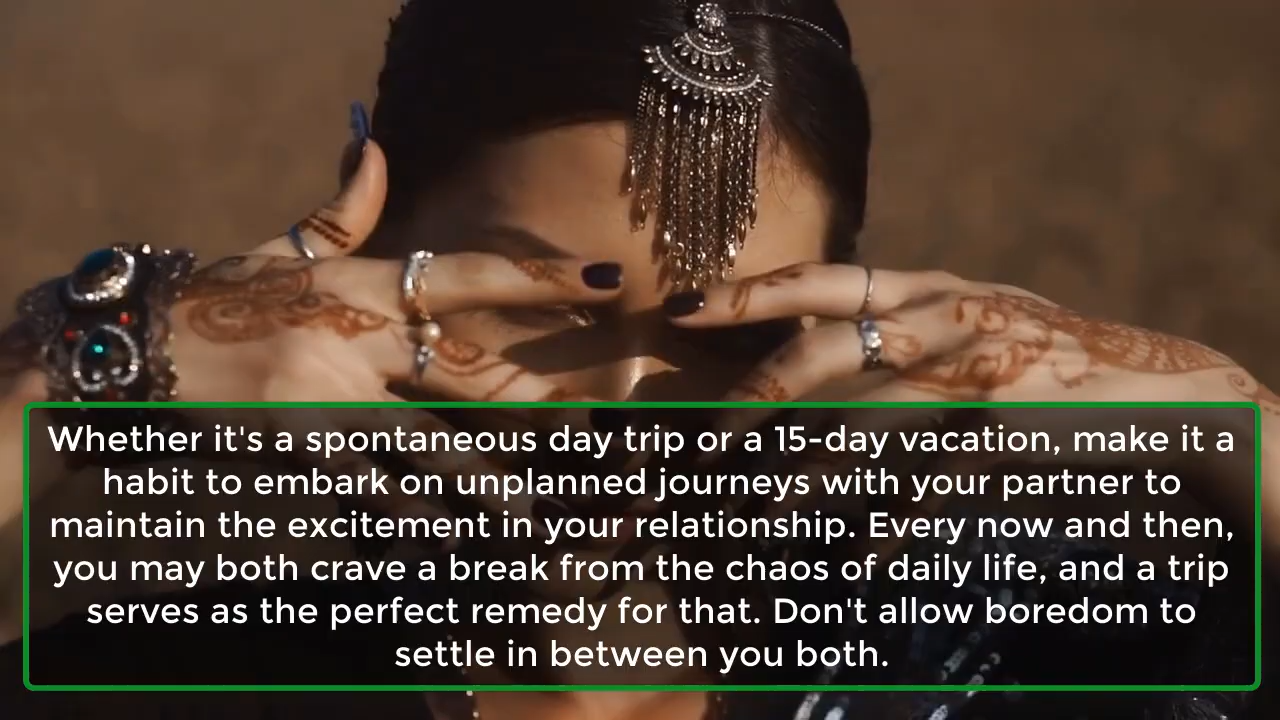 Whether it's a spontaneous day trip or a 15-day vacation, make it a
habit to embark on unplanned journeys with your partner to
maintain the excitement in your relationship. Every now and then,
you may both crave a break from the chaos of daily life, and a trip
serves as the perfect remedy for that. Don't allow boredom to
settle in between you both.